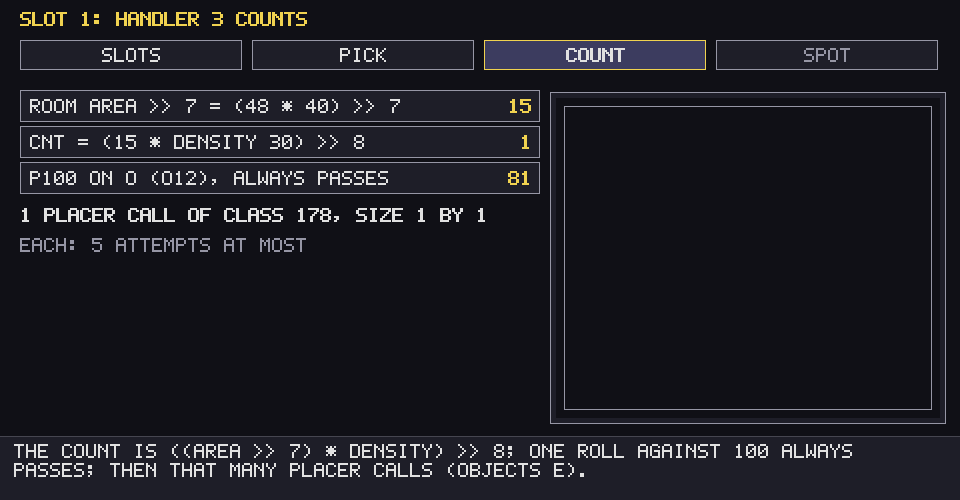 SLOT 1: HANDLER 3 COUNTS
SLOTS PICK COUNT SPOT
ROOM AREA >> 7 = (48 * 40) >> 7 15
CNT = (15 * DENSITY 30) >> 8 1
P100 ON O (O12), ALWAYS PASSES 81
1 PLACER CALL OF CLASS 178, SIZE 1 BY 1
EACH: 5 ATTEMPTS AT MOST
THE COUNT IS ((AREA >> 7) * DENSITY) >> 8; ONE ROLL AGAINST 100 ALWAYS
PASSES; THEN THAT MANY PLACER CALLS (OBJECTS E).